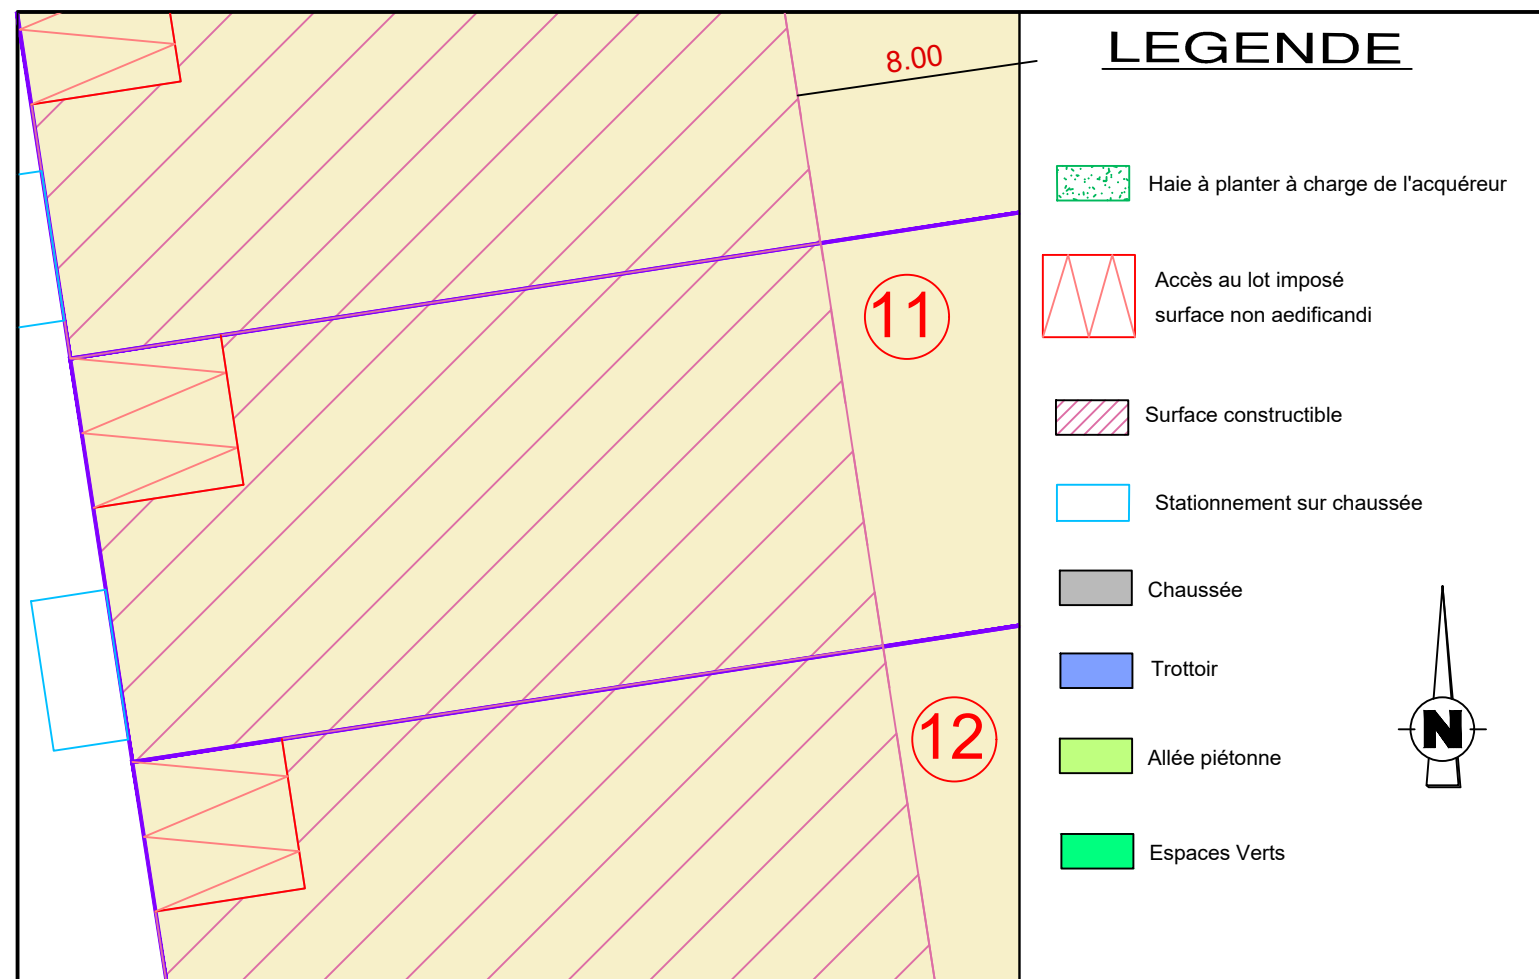 8.00
11
12
LEGENDE
Haie à planter à charge de l'acquéreur
Accès au lot imposé
surface non aedificandi
Surface constructible
Stationnement sur chaussée
Chaussée
Trottoir
Allée piétonne
Espaces Verts
N